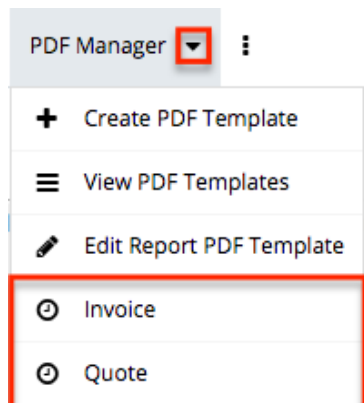 PDF Manager
Create PDF Template
View PDF Templates
Edit Report PDF Template
Invoice
Quote